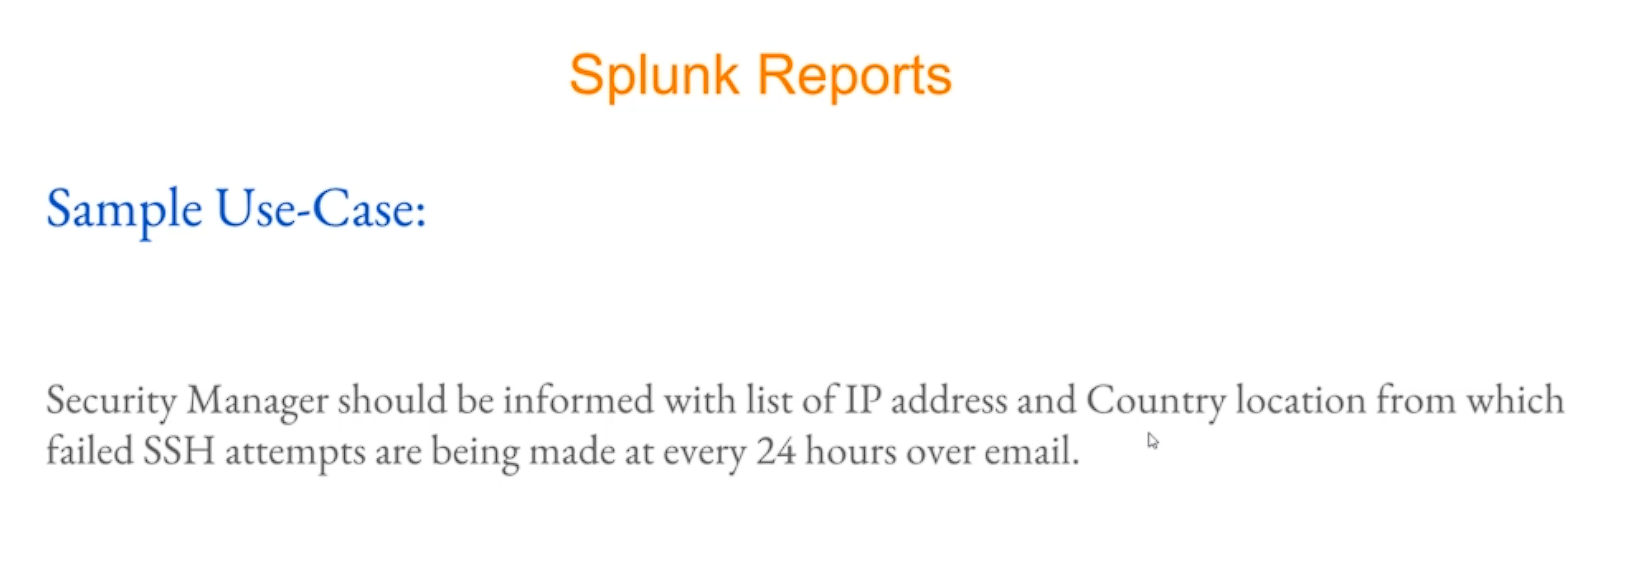 Splunk Reports
Sample Use-Case:
Security Manager should be informed with list of IP address and Country location from which
failed SSH attempts are being made at every 24 hours over email.